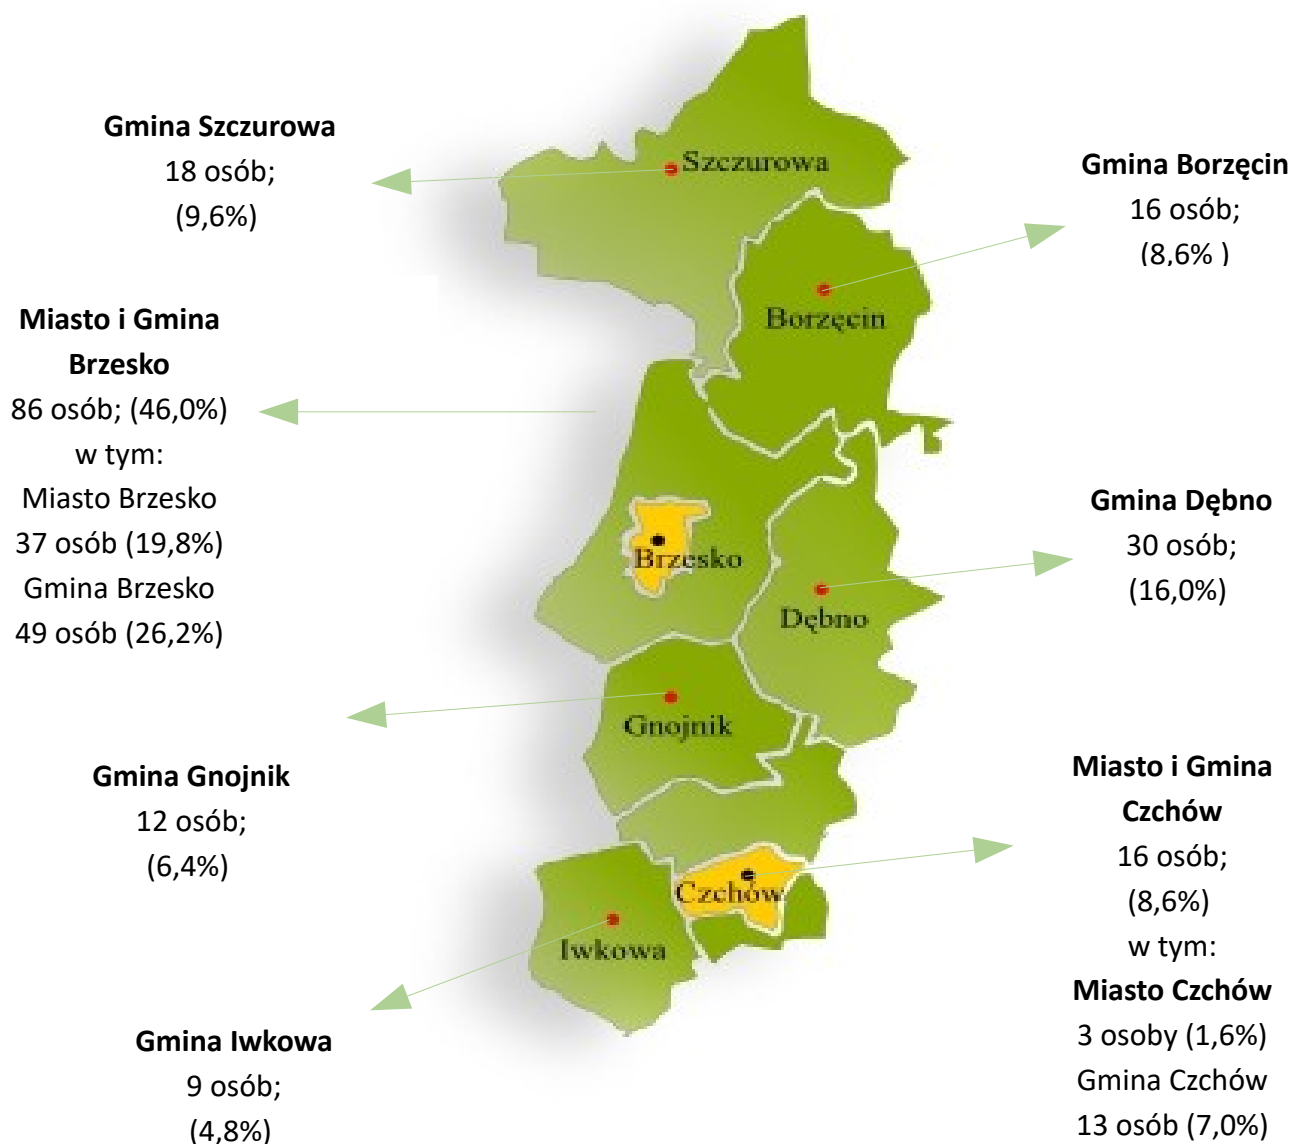 Gmina Szczurowa
18 osób;
(9,6%)
Miasto i Gmina
Brzesko
86 osób; (46,0%)
w tym:
Miasto Brzesko
37 osób (19,8%)
Gmina Brzesko
49 osób (26,2%)
Gmina Gnojnik
12 osób;
(6,4%)
Gmina Iwkowa
9 osób;
(4,8%)
Szczurowa
Borzęcin
Brzesko
Dębno
Gnojnik
Czchów
Iwkowa
Gmina Borzęcin
16 osób;
(8,6% )
Gmina Dębno
30 osób;
(16,0%)
Miasto i Gmina
Czchów
16 osób;
(8,6%)
w tym:
Miasto Czchów
3 osoby (1,6%)
Gmina Czchów
13 osób (7,0%)